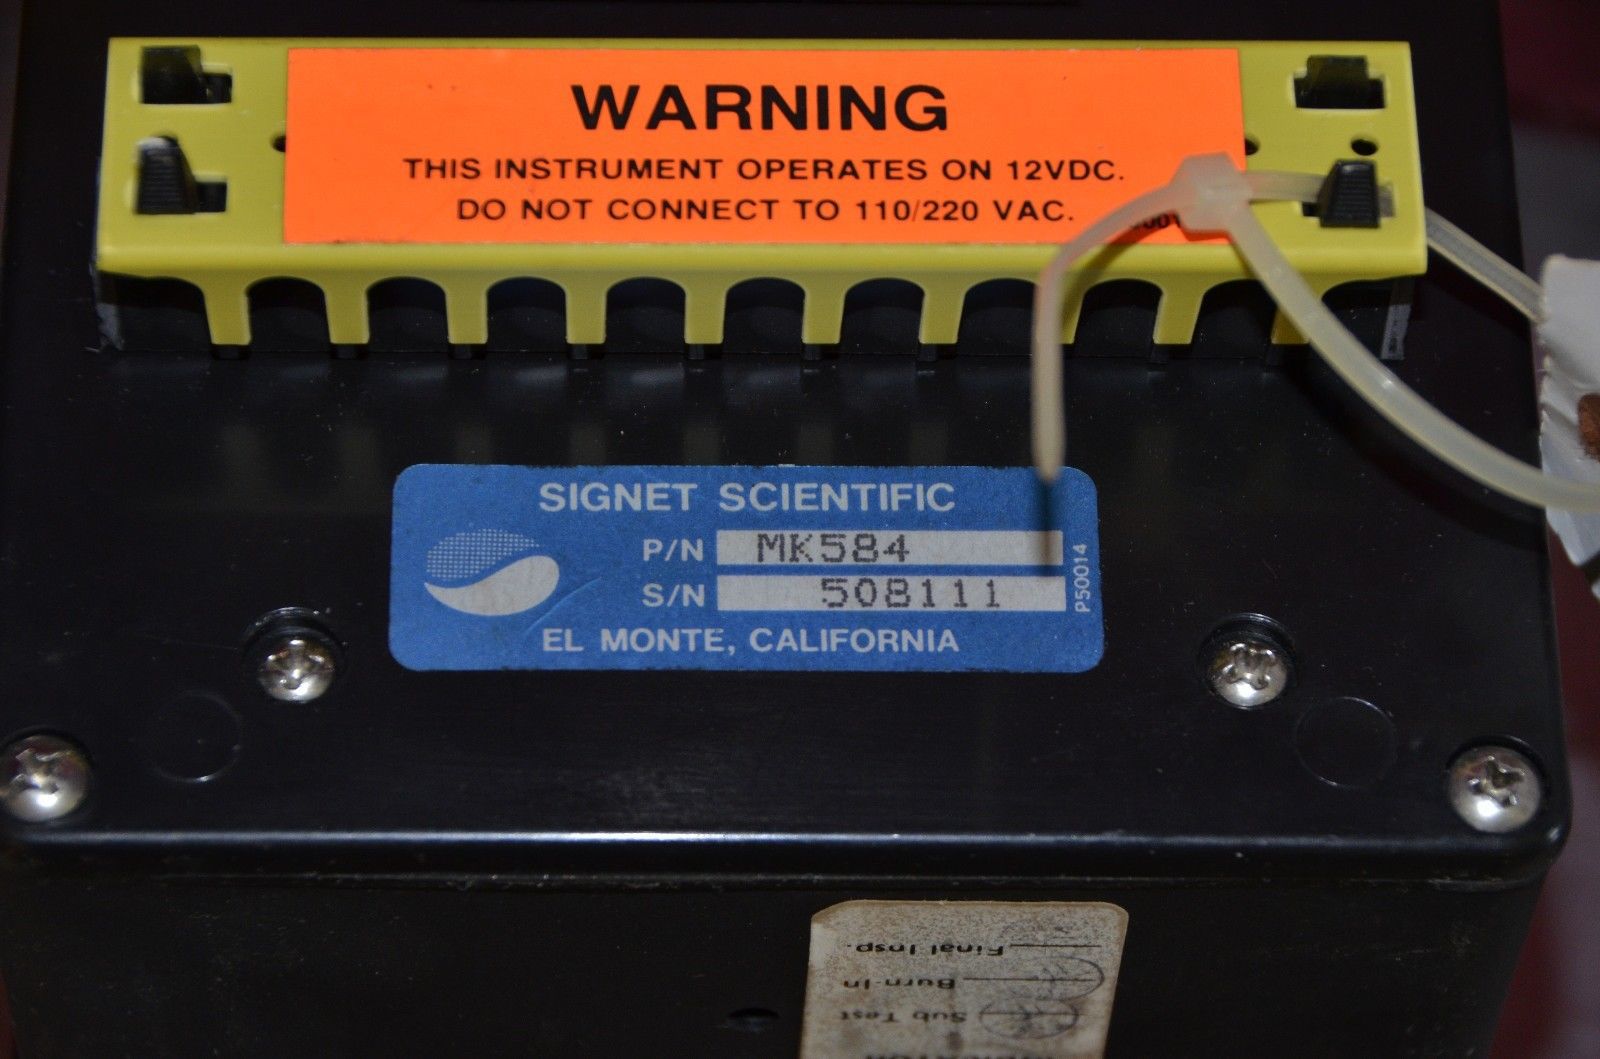 WARNING
THIS INSTRUMENT OPERATES ON 12VDC.
DO NOT CONNECT TO 110/220 VAC.
SIGNET SCIENTIFIC
P/N MK584
S/N 508111
P50014
EL MONTE, CALIFORNIA
Final Insp.
Burn-In
Sub Test